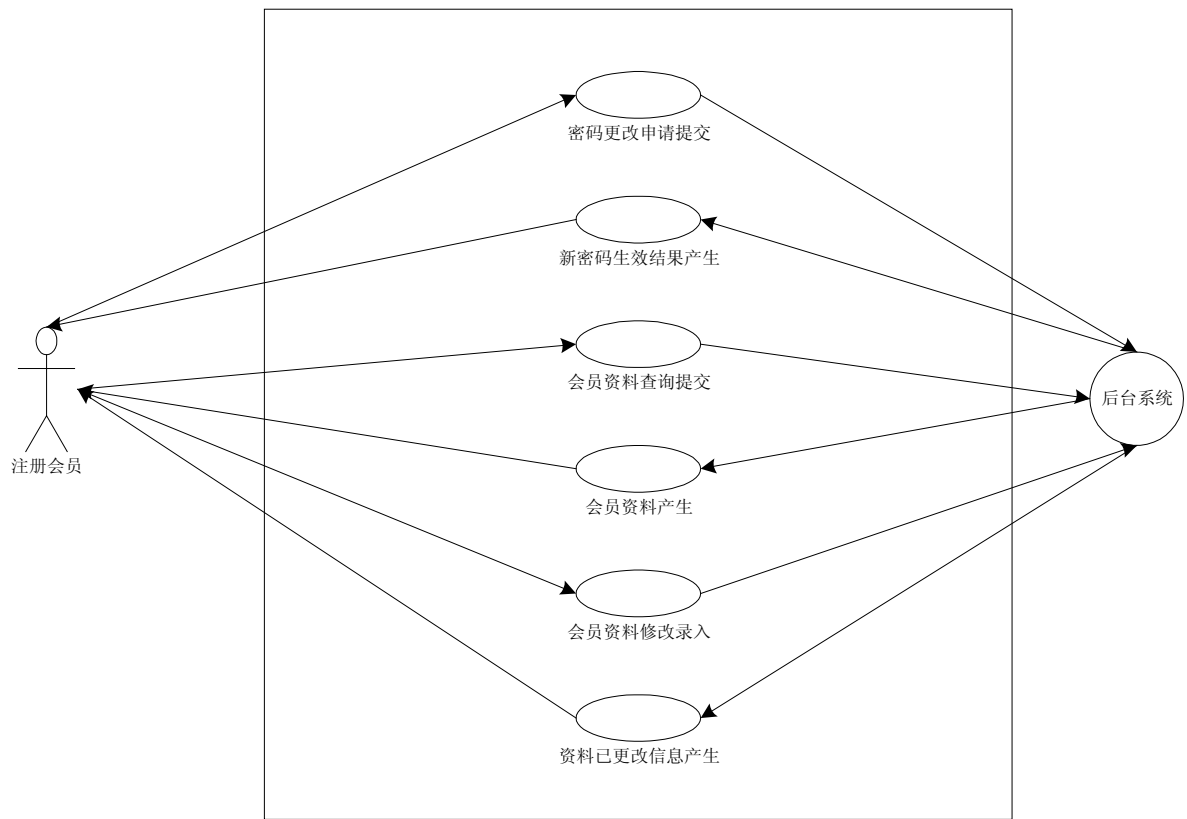 密码更改申请提交
新密码生效结果产生
会员资料查询提交
后台系统
注册会员
会员资料产生
会员资料修改录入
资料已更改信息产生